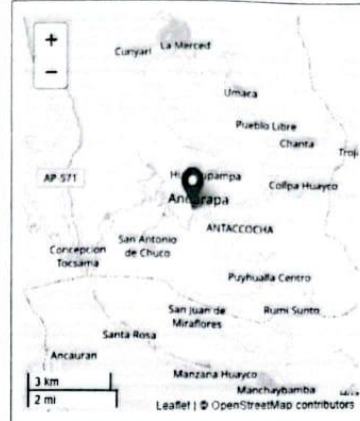 +
−
La Merced
Cunyari
Umara
Pueblo Libre
Chanta
AP 571
Collpa Huayco
ANTACCOCHA
San Antonio
de Chuco
Concepcion
Tocsama
Puyhualla Centro
San Juan de
Miraflores
Rumi Sunto
Santa Rosa
Ancauran
Manzana Huayco
Manchaybamba
3 km
2 mi
Leaflet | © OpenStreetMap contributors